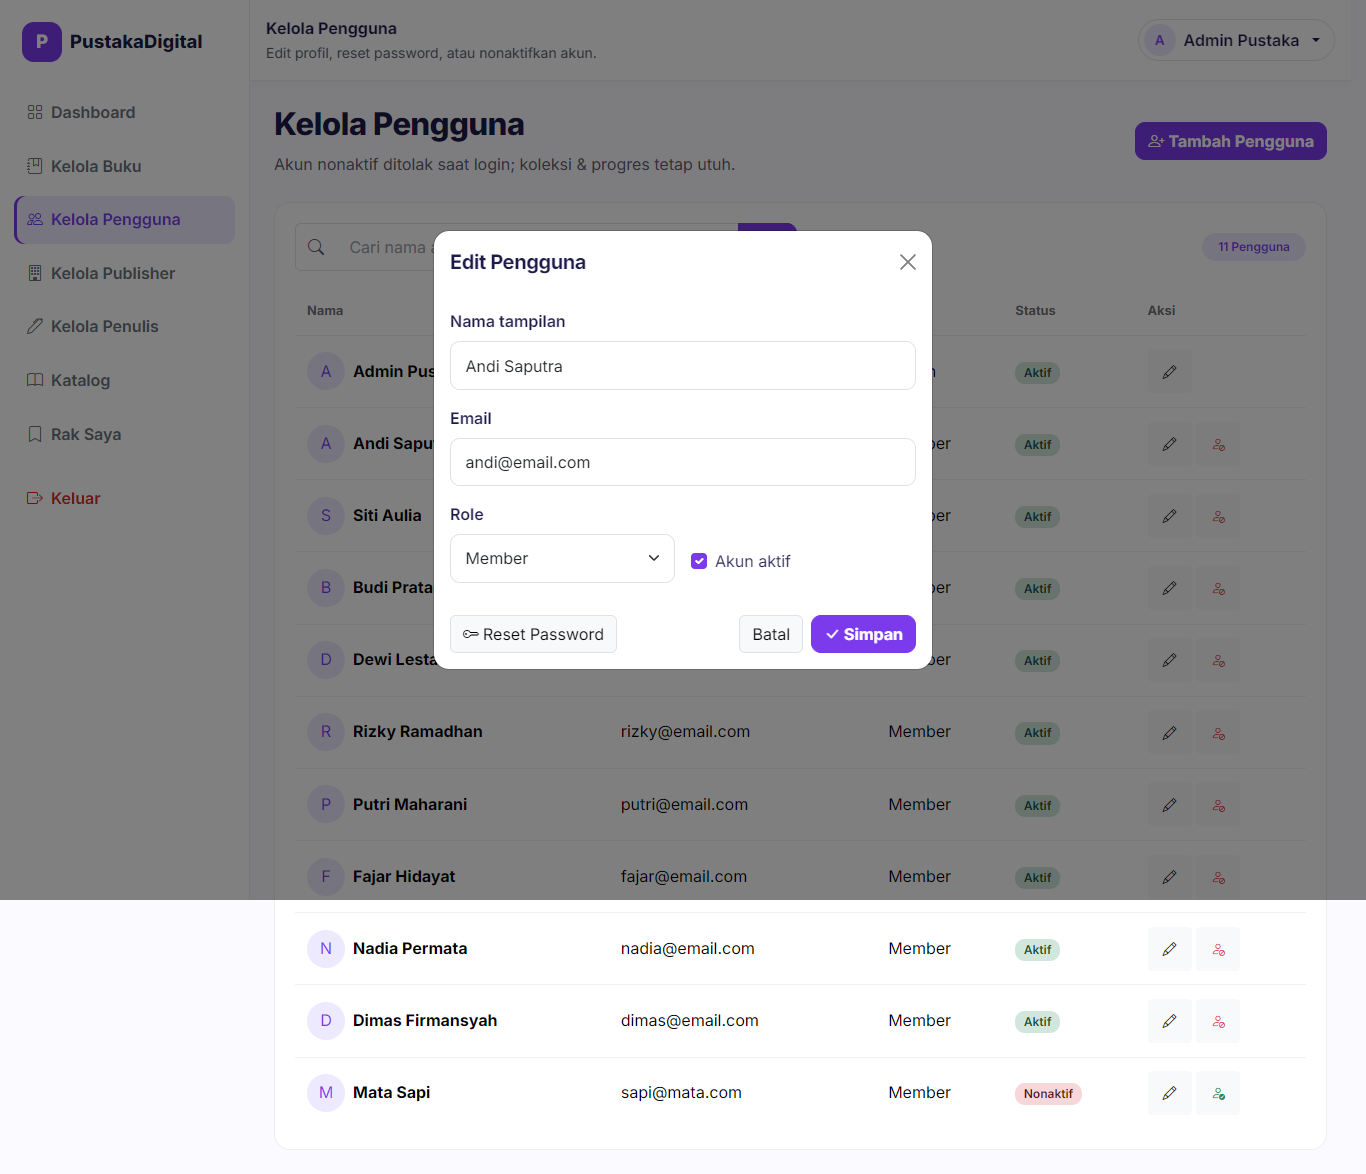 P PustakaDigital
Kelola Pengguna
Edit profil, reset password, atau nonaktifkan akun.
A Admin Pustaka
Dashboard
Kelola Buku
Kelola Pengguna
Kelola Publisher
Kelola Penulis
Katalog
Rak Saya
Keluar
Kelola Pengguna
Akun nonaktif ditolak saat login; koleksi & progres tetap utuh.
Tambah Pengguna
Cari nama
11 Pengguna
Nama Status Aksi
A Admin Aktif
A Andi Aktif
S Siti Aulia Aktif
B Budi Aktif
D Dewi Aktif
R Rizky Ramadhan rizky@email.com Member Aktif
P Putri Maharani putri@email.com Member Aktif
F Fajar Hidayat fajar@email.com Member Aktif
N Nadia Permata nadia@email.com Member Aktif
D Dimas Firmansyah dimas@email.com Member Aktif
M Mata Sapi sapi@mata.com Member Nonaktif
Edit Pengguna
Nama tampilan
Andi Saputra
Email
andi@email.com
Role
Member
Akun aktif
Reset Password
Batal
Simpan